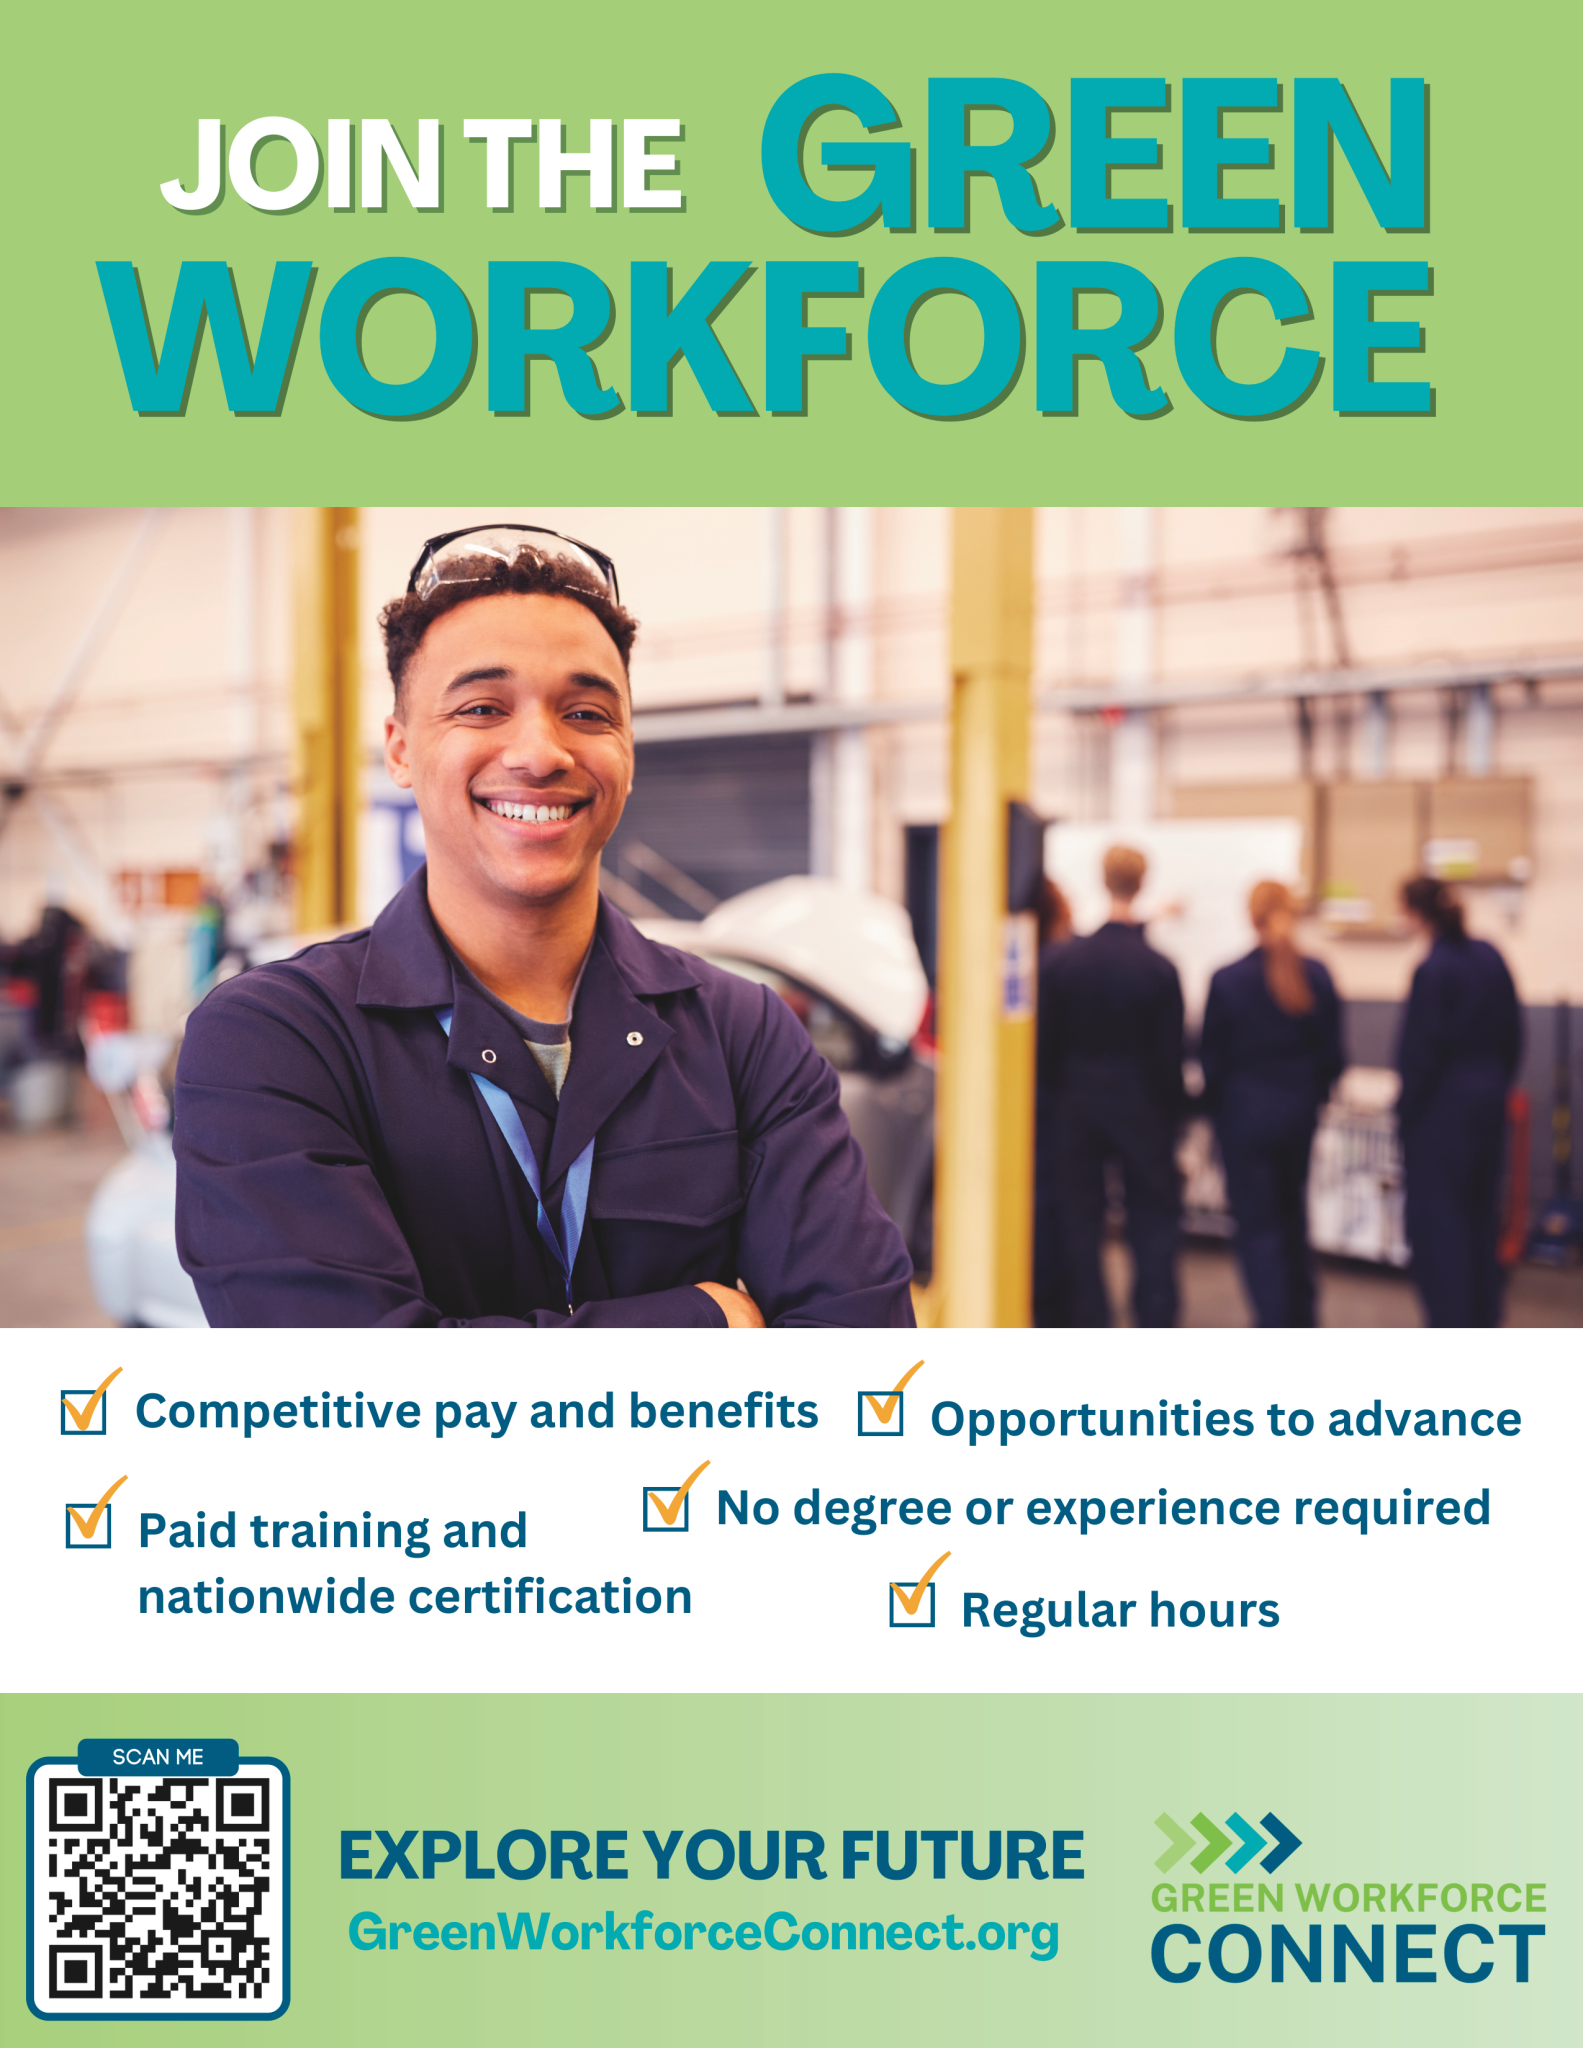 JOIN THE GREEN
WORKFORCE
Competitive pay and benefits
Opportunities to advance
Paid training and
nationwide certification
No degree or experience required
Regular hours
SCAN ME
EXPLORE YOUR FUTURE
GreenWorkforceConnect.org
GREEN WORKFORCE
CONNECT